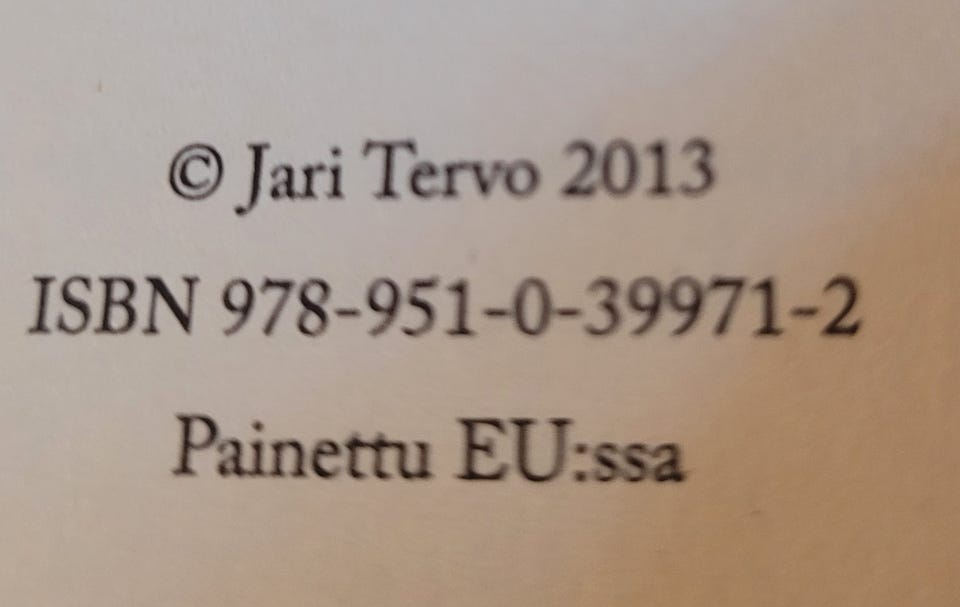 © Jari Tervo 2013
ISBN 978-951-0-39971-2
Painettu EU:ssa